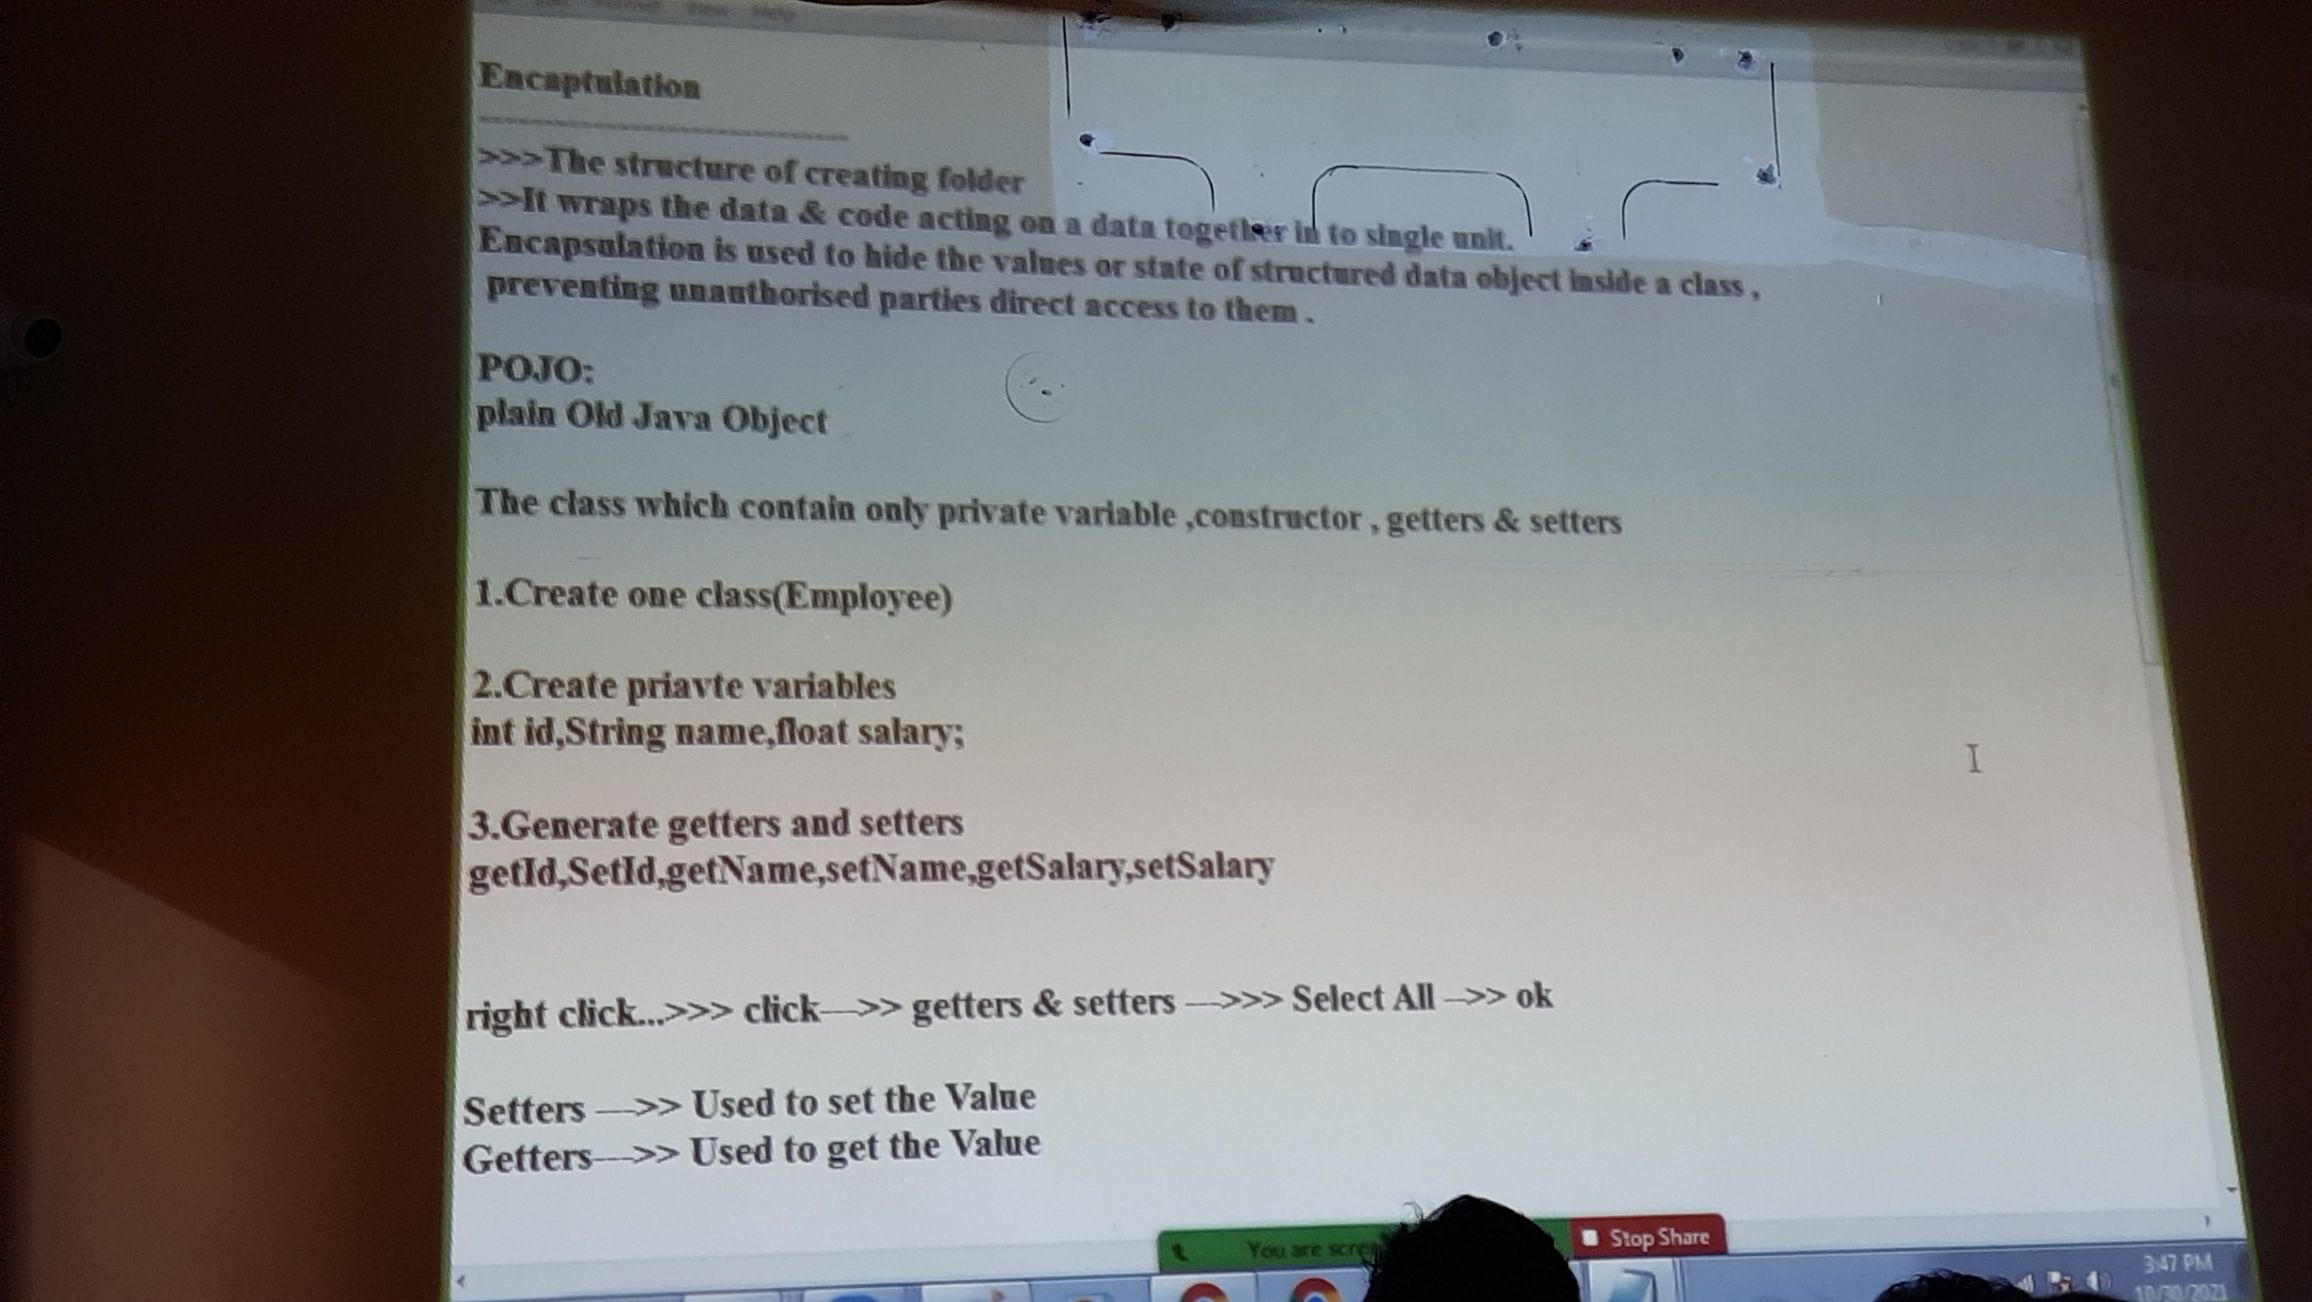 Encaptulation
-----------------------------------
>>>The structure of creating folder
>>It wraps the data & code acting on a data together in to single unit.
Encapsulation is used to hide the values or state of structured data object inside a class ,
preventing unauthorised parties direct access to them .
POJO:
plain Old Java Object
The class which contain only private variable ,constructor , getters & setters
1.Create one class(Employee)
2.Create priavte variables
int id,String name,float salary;
3.Generate getters and setters
getId,SetId,getName,setName,getSalary,setSalary
right click...>>> click--->> getters & setters --->>> Select All -->> ok
Setters --->> Used to set the Value
Getters--->> Used to get the Value
You are
Stop Share
3:47 PM
10/30/2021